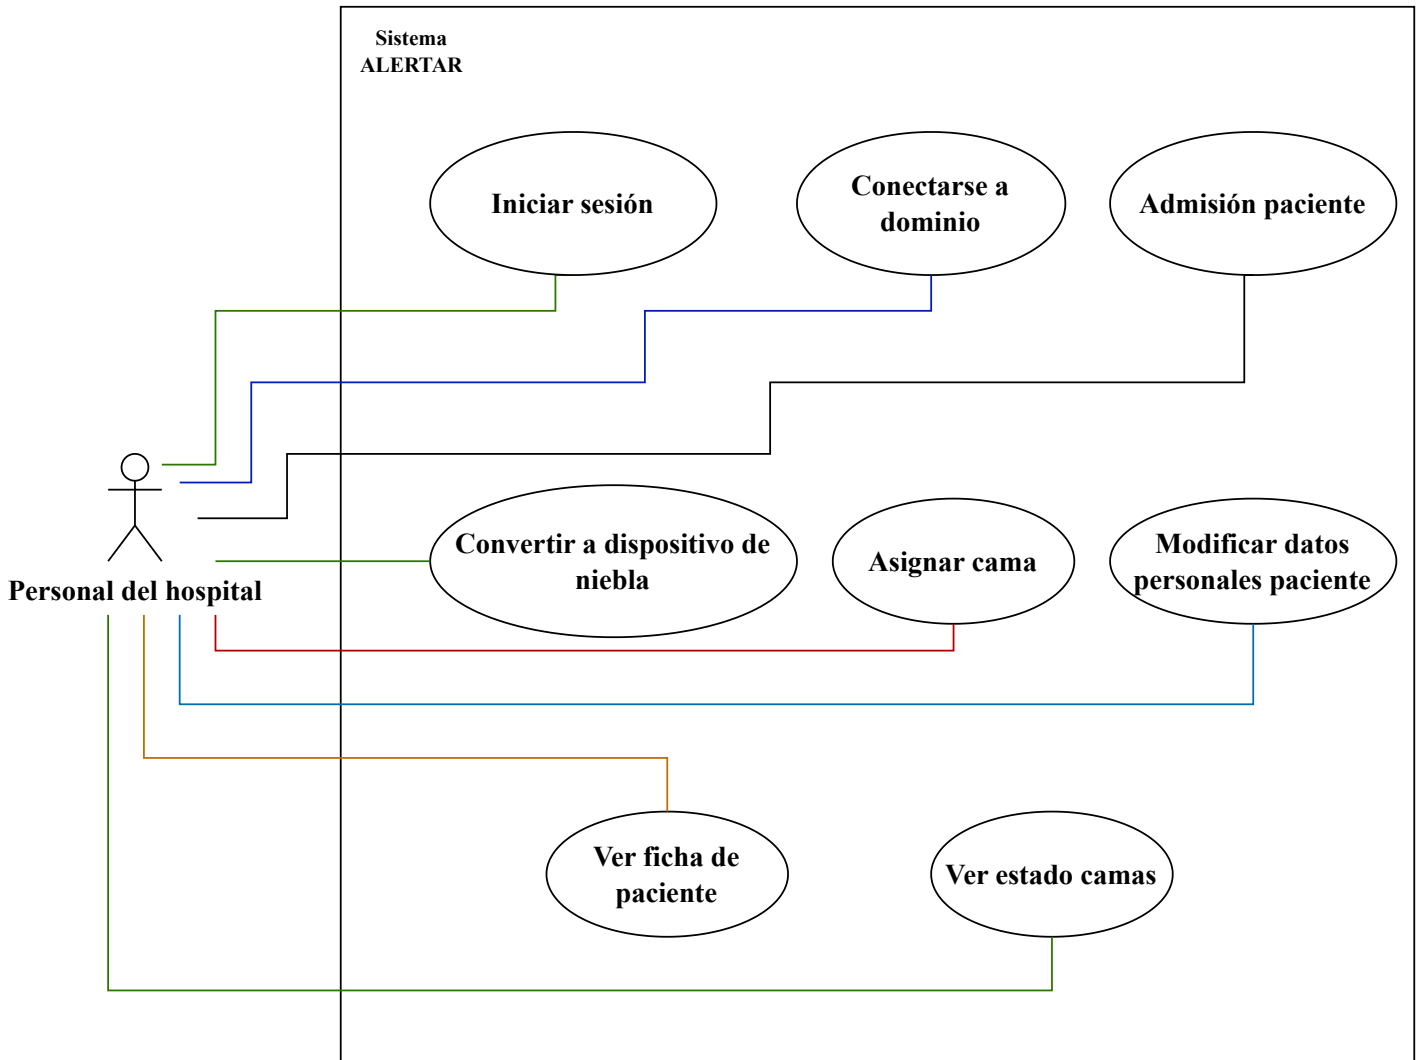 Sistema
ALERTAR
Iniciar sesión
Conectarse a
dominio
Admisión paciente
Convertir a dispositivo de
niebla
Asignar cama
Modificar datos
personales paciente
Personal del hospital
Ver ficha de
paciente
Ver estado camas